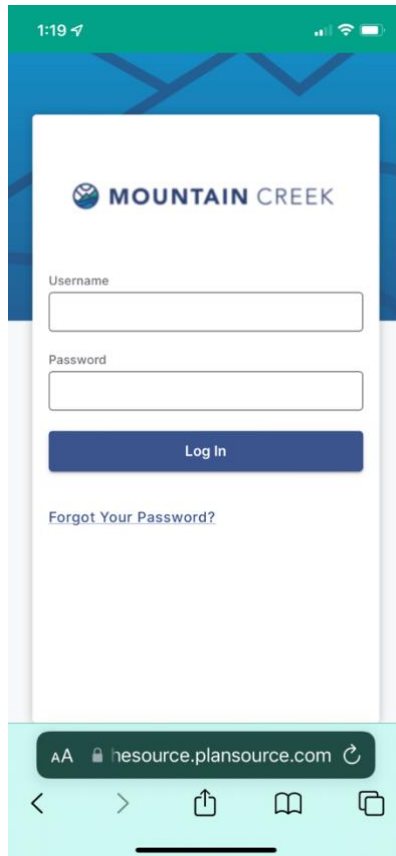 1:19
MOUNTAIN CREEK
Username
Password
Log In
Forgot Your Password?
AA hesource.plansource.com